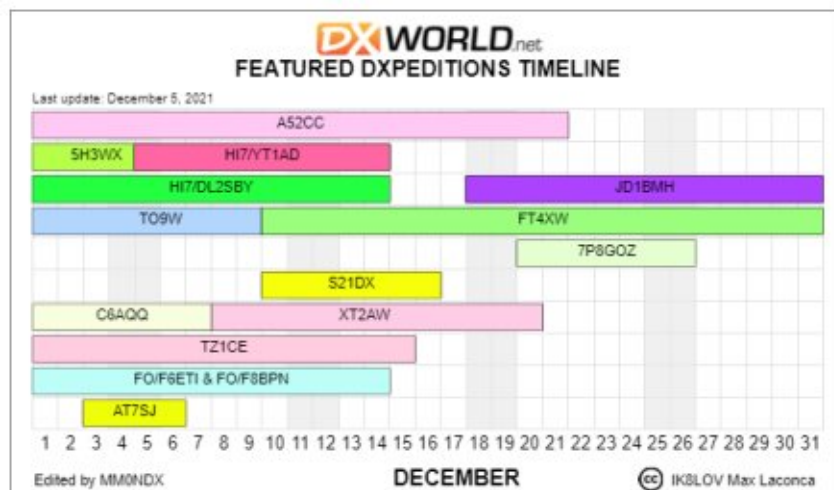 DX WORLD.net
FEATURED DXPEDITIONS TIMELINE
Last update: December 5, 2021
A52CC
5H3WX HI7/YT1AD
HI7/DL2SBY JD1BMH
TO9W FT4XW
7P8GOZ
S21DX
C6AQQ XT2AW
TZ1CE
FO/F6ETI & FO/F8BPN
AT7SJ
1 2 3 4 5 6 7 8 9 10 11 12 13 14 15 16 17 18 19 20 21 22 23 24 25 26 27 28 29 30 31
Edited by MM0NDX DECEMBER cc IK8LOV Max Laconca